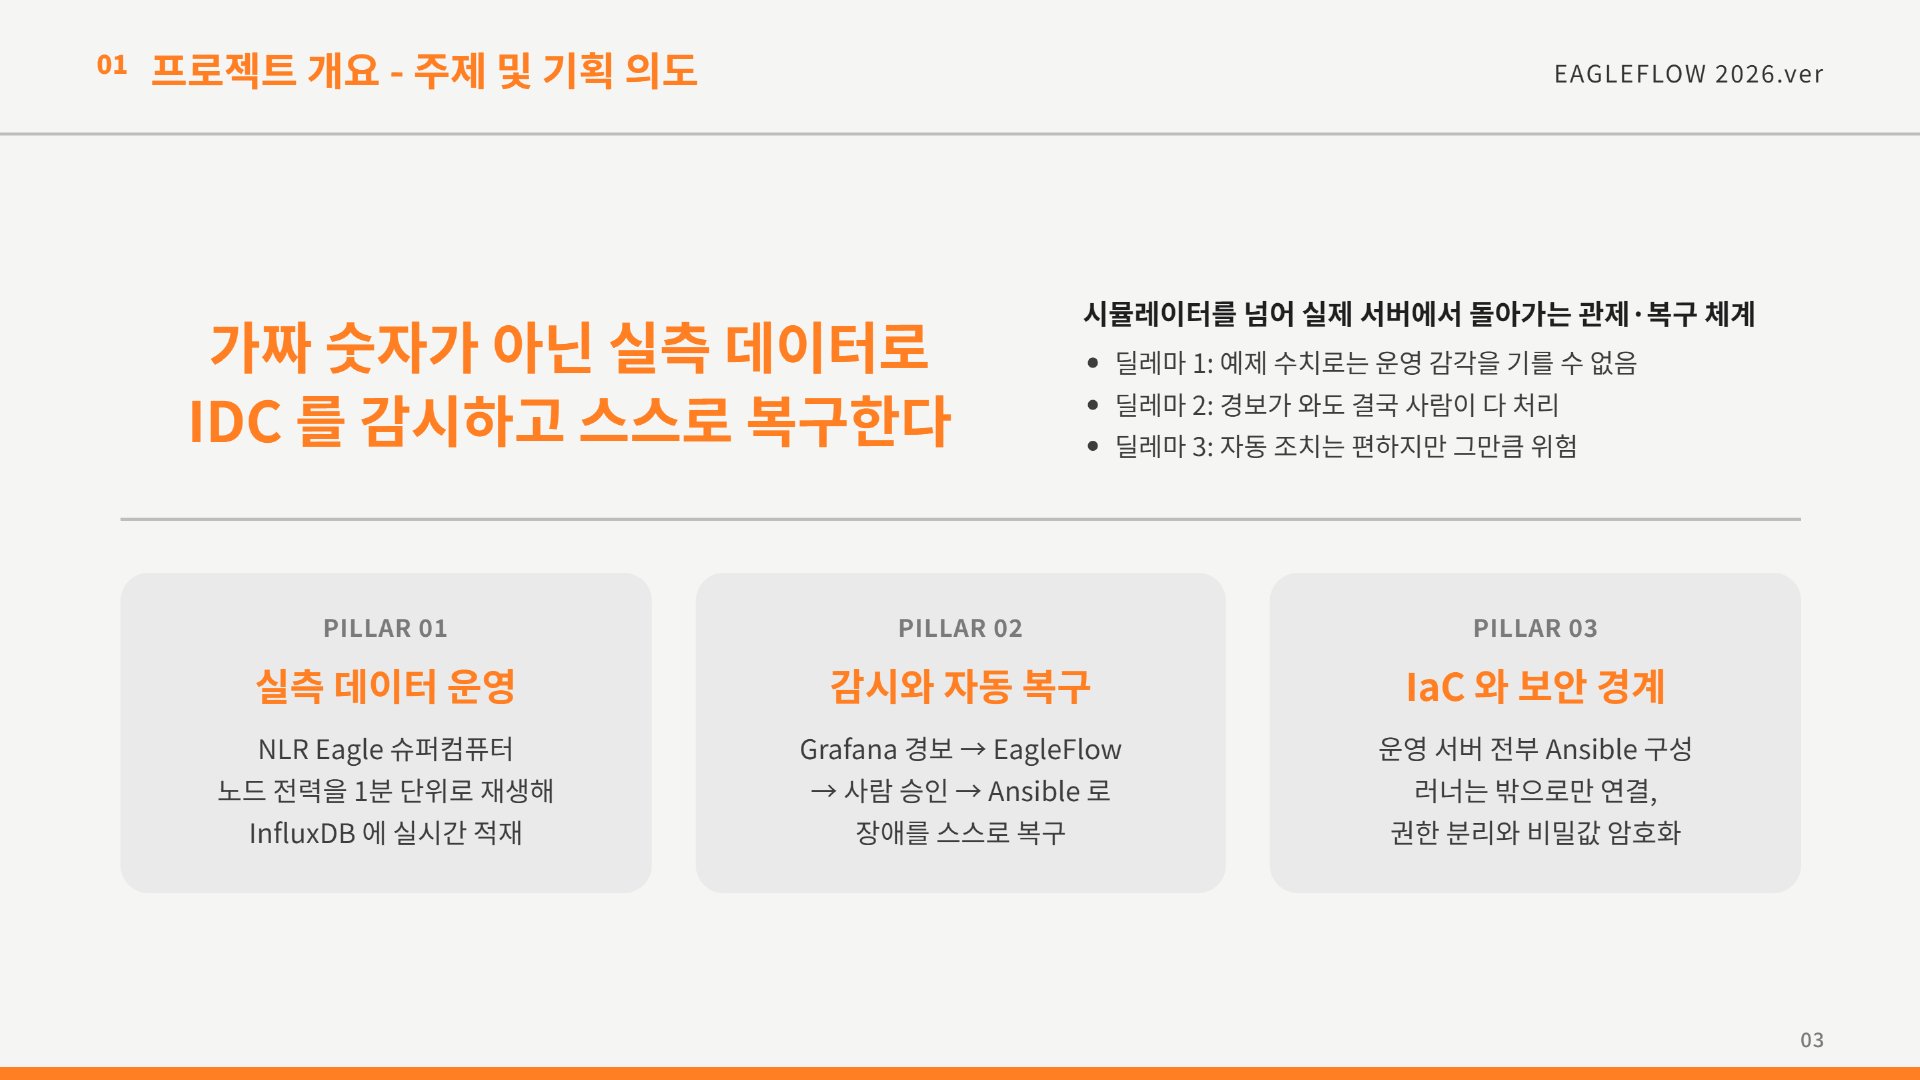 01 프로젝트 개요 - 주제 및 기획 의도
EAGLEFLOW 2026.ver
가짜 숫자가 아닌 실측 데이터로
IDC 를 감시하고 스스로 복구한다
시뮬레이터를 넘어 실제 서버에서 돌아가는 관제·복구 체계
• 딜레마 1: 예제 수치로는 운영 감각을 기를 수 없음
• 딜레마 2: 경보가 와도 결국 사람이 다 처리
• 딜레마 3: 자동 조치는 편하지만 그만큼 위험
PILLAR 01
실측 데이터 운영
NLR Eagle 슈퍼컴퓨터
노드 전력을 1분 단위로 재생해
InfluxDB 에 실시간 적재
PILLAR 02
감시와 자동 복구
Grafana 경보 → EagleFlow
→ 사람 승인 → Ansible 로
장애를 스스로 복구
PILLAR 03
IaC 와 보안 경계
운영 서버 전부 Ansible 구성
러너는 밖으로만 연결,
권한 분리와 비밀값 암호화
03